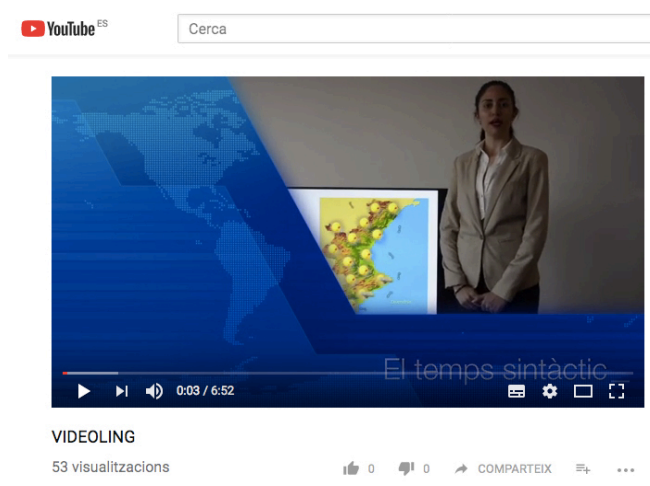 YouTube ES
Cerca
El temps sintàctic
0:03 / 6:52
VIDEOLING
53 visualitzacions
0
0
COMPARTEIX